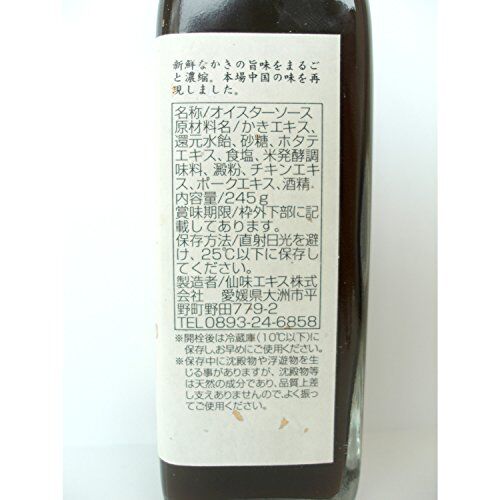 新鮮なかきの旨味をまるご
と濃縮。本場中国の味を再
現しました。
名称/オイスターソース
原材料名/かきエキス、
還元水飴、砂糖、ホタテ
エキス、食塩、米発酵調
味料、澱粉、チキンエキ
ス、ポークエキス、酒精
内容量/245g
賞味期限/枠外下部に記
載してあります。
保存方法/直射日光を避
け、25℃以下に保存し
てください。
製造者/仙味エキス株式
会社 愛媛県大洲市平
野町野田779-2
TEL0893-24-6858
※開栓後は冷蔵庫(10℃以下)に
保存し、お早めにご使用ください。
※保存中に沈殿物や浮遊物を生
じる事がありますが、沈殿物等
は天然の成分であり、品質上差
し支えありませんので、よく振っ
てご使用ください。